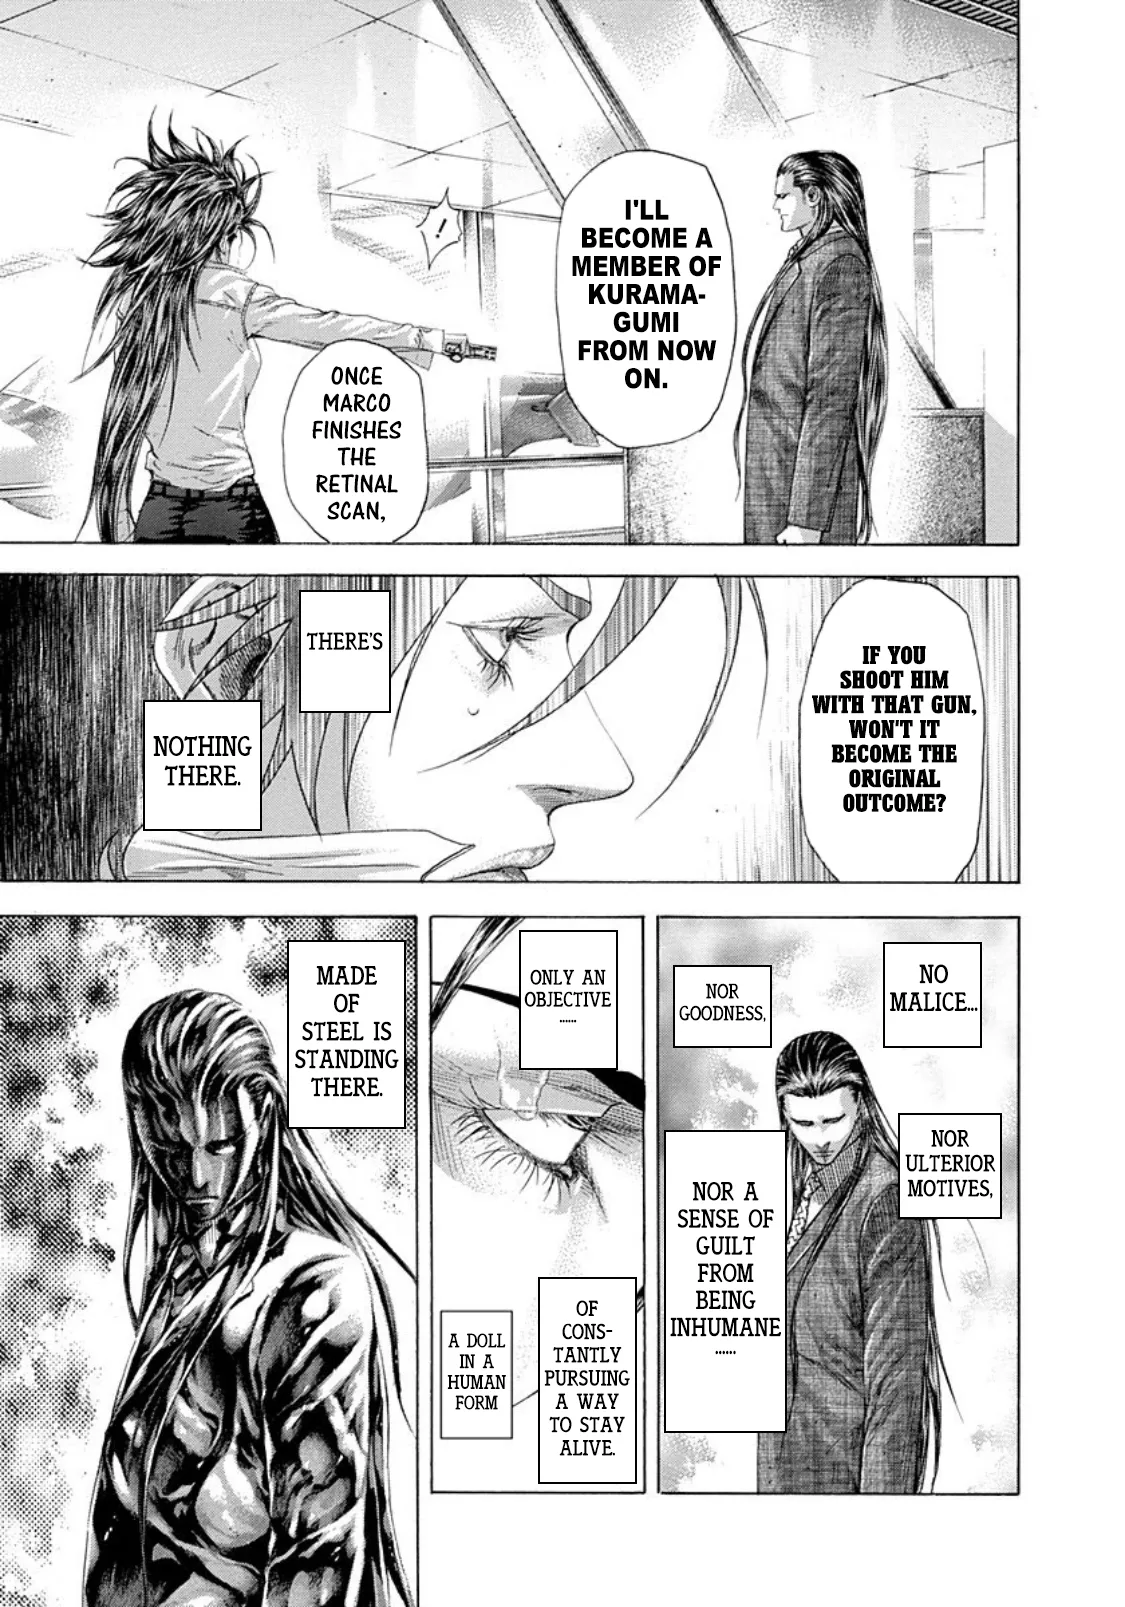 I'LL
BECOME A
MEMBER OF
KURAMA-
GUMI
FROM NOW
ON.
!
ONCE
MARCO
FINISHES
THE
RETINAL
SCAN,
IF YOU
SHOOT HIM
WITH THAT GUN,
WON'T IT
BECOME THE
ORIGINAL
OUTCOME?
THERE'S
NOTHING
THERE.
NO
MALICE...
NOR
GOODNESS,
NOR
ULTERIOR
MOTIVES,
NOR A
SENSE OF
GUILT
FROM
BEING
INHUMANE
......
ONLY AN
OBJECTIVE
......
OF
CONS-
TANTLY
PURSUING
A WAY
TO STAY
ALIVE.
A DOLL
IN A
HUMAN
FORM
MADE
OF
STEEL IS
STANDING
THERE.